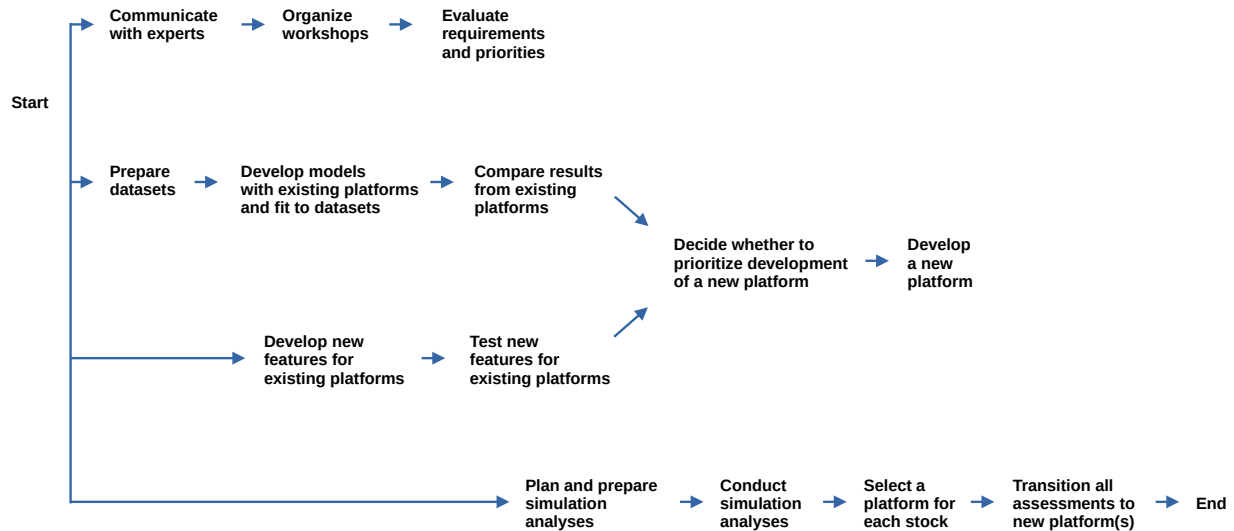 Communicate
with experts
Organize
workshops
Evaluate
requirements
and priorities
Start
Prepare
datasets
Develop models
with existing platforms
and fit to datasets
Compare results
from existing
platforms
Decide whether to
prioritize development
of a new platform
Develop
a new
platform
Develop new
features for
existing platforms
Test new
features for
existing platforms
Plan and prepare
simulation
analyses
Conduct
simulation
analyses
Select a
platform for
each stock
Transition all
assessments to
new platform(s)
End